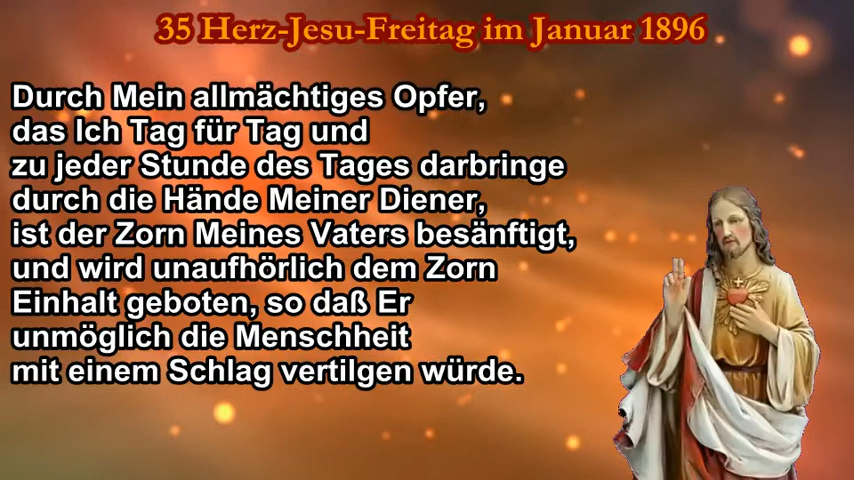 35 Herz-Jesu-Freitag im Januar 1896
Durch Mein allmächtiges Opfer,
das Ich Tag für Tag und
zu jeder Stunde des Tages darbringe
durch die Hände Meiner Diener,
ist der Zorn Meines Vaters besänftigt,
und wird unaufhörlich dem Zorn
Einhalt geboten, so daß Er
unmöglich die Menschheit
mit einem Schlag vertilgen würde.